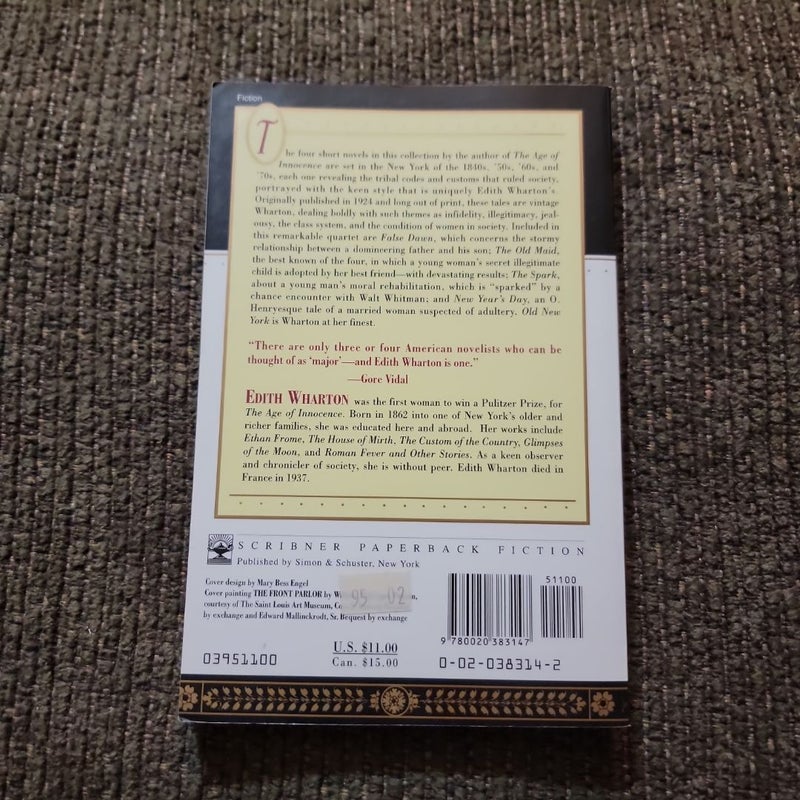 Fiction
The four short novels in this collection by the author of The Age of
Innocence are set in the New York of the 1840s, '50s, '60s, and
'70s, each one revealing the tribal codes and customs that ruled society,
portrayed with the keen style that is uniquely Edith Wharton's.
Originally published in 1924 and long out of print, these tales are vintage
Wharton, dealing boldly with such themes as infidelity, illegitimacy, jeal-
ousy, the class system, and the condition of women in society. Included in
this remarkable quartet are False Dawn, which concerns the stormy
relationship between a domineering father and his son; The Old Maid,
the best known of the four, in which a young woman's secret illegitimate
child is adopted by her best friend—with devastating results; The Spark,
about a young man's moral rehabilitation, which is "sparked" by a
chance encounter with Walt Whitman; and New Year's Day, an O.
Henryesque tale of a married woman suspected of adultery. Old New
York is Wharton at her finest.
"There are only three or four American novelists who can be
thought of as 'major'—and Edith Wharton is one."
—Gore Vidal
EDITH WHARTON was the first woman to win a Pulitzer Prize, for
The Age of Innocence. Born in 1862 into one of New York's older and
richer families, she was educated here and abroad. Her works include
Ethan Frome, The House of Mirth, The Custom of the Country, Glimpses
of the Moon, and Roman Fever and Other Stories. As a keen observer
and chronicler of society, she is without peer. Edith Wharton died in
France in 1937.
SCRIBNER PAPERBACK FICTION
Published by Simon & Schuster, New York
Cover design by Mary Bess Engel
Cover painting THE FRONT PARLOR by
courtesy of The Saint Louis Art Museum,
by exchange and Edward Mallinckrodt, Sr. Bequest by exchange
95 02
U.S. $11.00
Can. $15.00
03951100
51100
9 780020 383147
0-02-038314-2